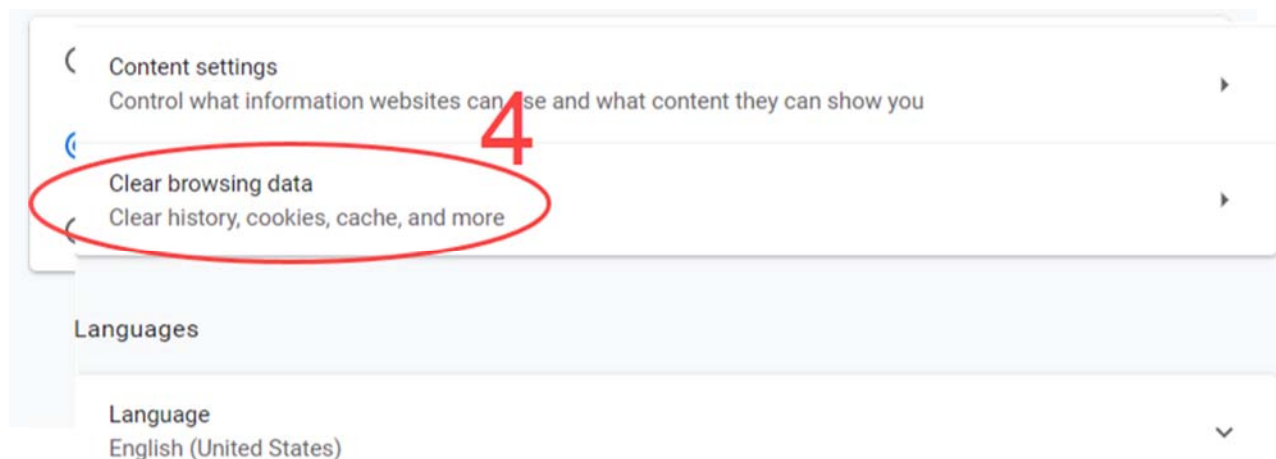 Content settings
Control what information websites can use and what content they can show you
4
Clear browsing data
Clear history, cookies, cache, and more
Languages
Language
English (United States)